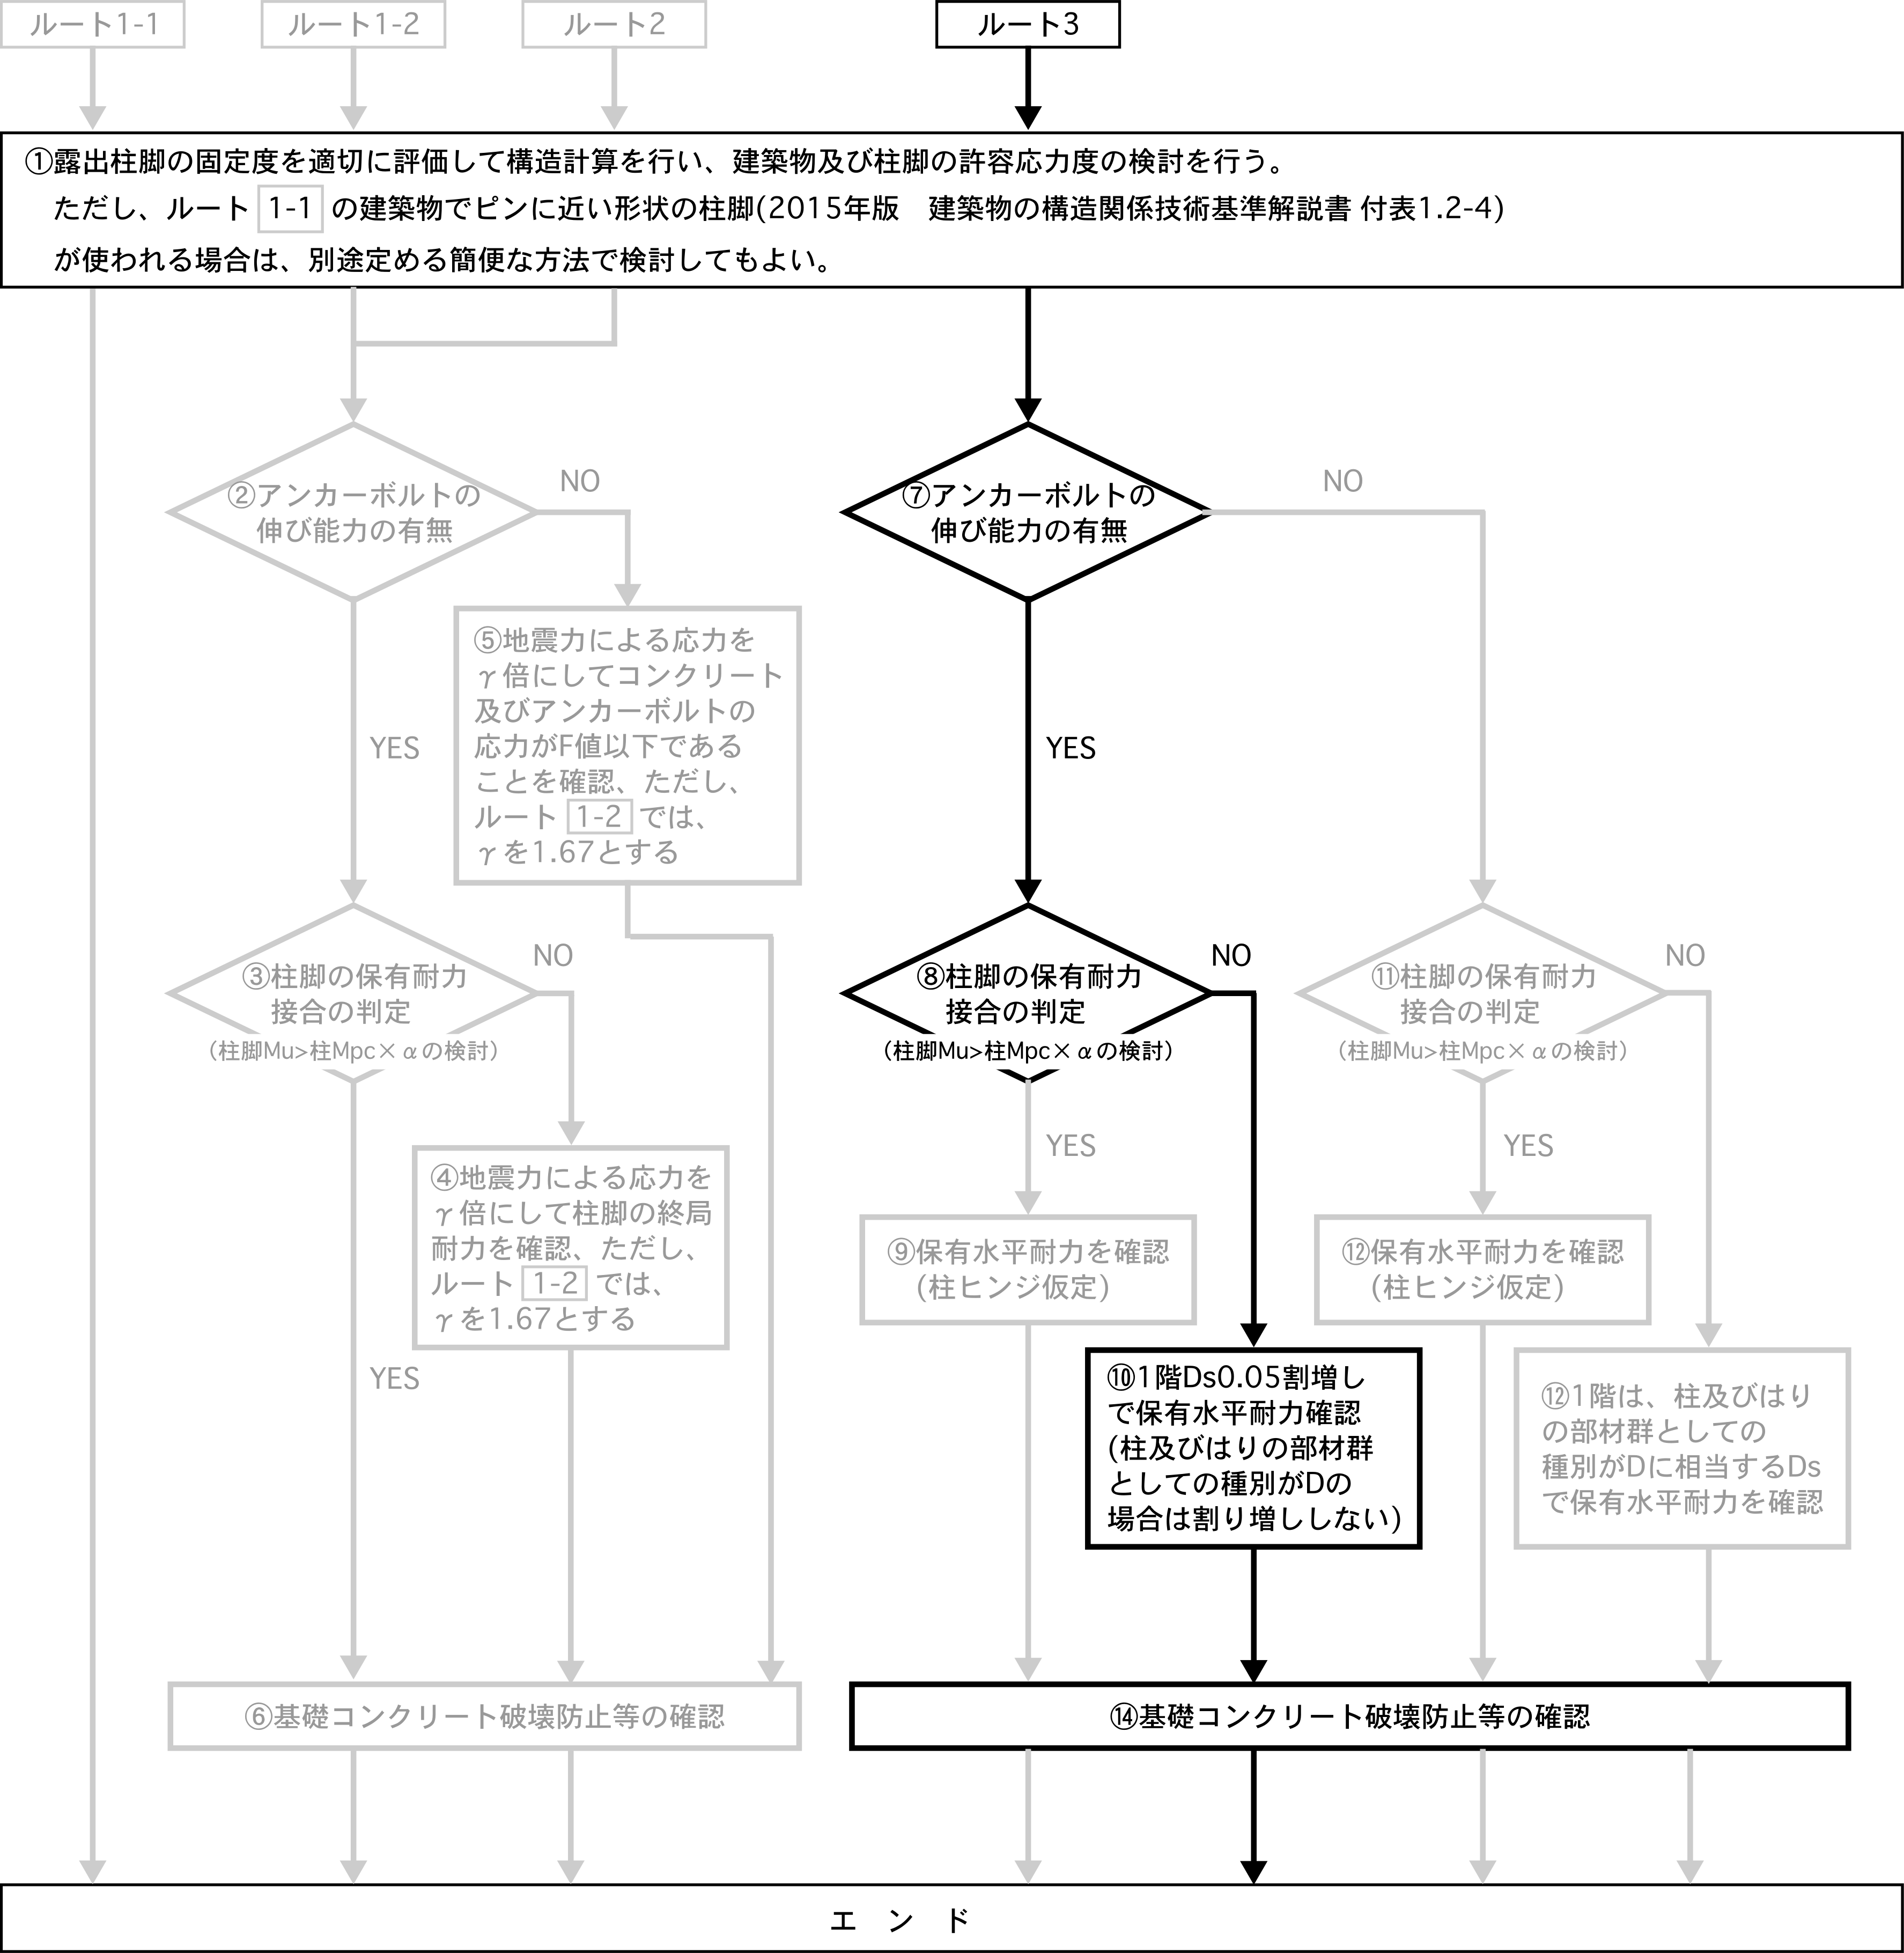 ルート1-1
ルート1-2
ルート2
ルート3
①露出柱脚の固定度を適切に評価して構造計算を行い、建築物及び柱脚の許容応力度の検討を行う。
ただし、ルート 1-1 の建築物でピンに近い形状の柱脚(2015年版　建築物の構造関係技術基準解説書 付表1.2-4)
が使われる場合は、別途定める簡便な方法で検討してもよい。
②アンカーボルトの
伸び能力の有無
NO
YES
⑤地震力による応力を
γ倍にしてコンクリート
及びアンカーボルトの
応力がF値以下である
ことを確認、ただし、
ルート 1-2 では、
γを1.67とする
③柱脚の保有耐力
接合の判定
（柱脚Mu>柱Mpc×αの検討）
NO
YES
④地震力による応力を
γ倍にして柱脚の終局
耐力を確認、ただし、
ルート 1-2 では、
γを1.67とする
⑥基礎コンクリート破壊防止等の確認
⑦アンカーボルトの
伸び能力の有無
NO
YES
⑧柱脚の保有耐力
接合の判定
（柱脚Mu>柱Mpc×αの検討）
NO
YES
⑨保有水平耐力を確認
(柱ヒンジ仮定)
⑩1階Ds0.05割増し
で保有水平耐力確認
(柱及びはりの部材群
としての種別がDの
場合は割り増ししない)
⑪柱脚の保有耐力
接合の判定
（柱脚Mu>柱Mpc×αの検討）
NO
YES
⑫保有水平耐力を確認
(柱ヒンジ仮定)
⑫1階は、柱及びはり
の部材群としての
種別がDに相当するDs
で保有水平耐力を確認
⑭基礎コンクリート破壊防止等の確認
エ　ン　ド